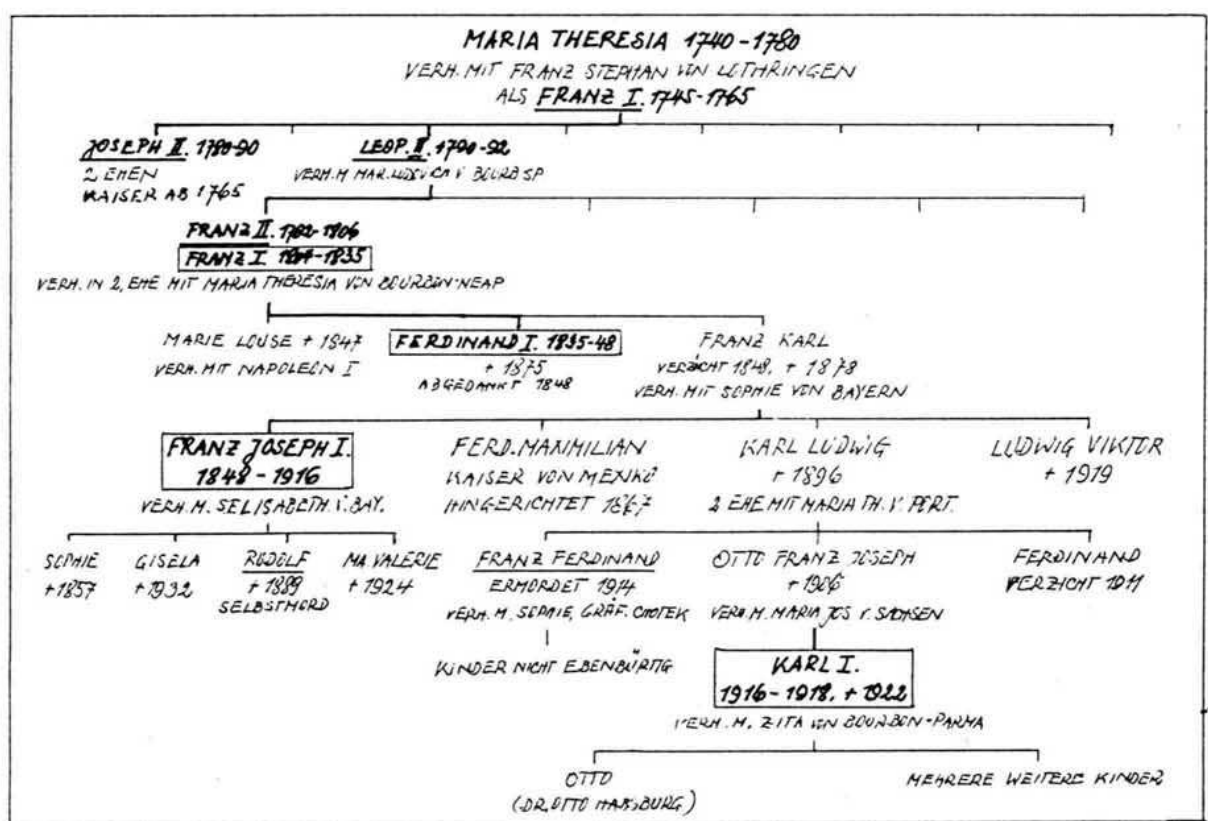 MARIA THERESIA 1740-1780
VERH. MIT FRANZ STEPHAN VON LOTHRINGEN
ALS FRANZ I. 1745-1765
JOSEPH II. 1780-90
2 EHEN
KAISER AB 1765
LEOP. II. 1790-92
VERH. M MAR. LUDOVICA V BOURB SP
FRANZ II. 1792-1806
FRANZ I. 1804-1835
VERH. IN 2, EHE MIT MARIA THERESIA VON BOURBON-NEAP
MARIE LOUSE + 1847
VERH. MIT NAPOLEON I
FERDINAND I. 1835-48
+ 1875
ABGEDANKT 1848
FRANZ KARL
VERZICHT 1848, + 1878
VERH. MIT SOPHIE VON BAYERN
FRANZ JOSEPH I.
1848 - 1916
VERH. M. S ELISABETH. V. BAY.
FERD. MAXIMILIAN
KAISER VON MEXIKO
HINGERICHTET 1867
KARL LUDWIG
+ 1896
2 EHE MIT MARIA TH. V. PORT.
LUDWIG VIKTOR
+ 1919
SOPHIE
+ 1857
GISELA
+ 1932
RUDOLF
+ 1889
SELBSTMORD
MA VALERIE
+ 1924
FRANZ FERDINAND
ERMORDET 1914
VERH. M. SOPHIE, GRÄF. CHOTEK
KINDER NICHT EBENBÜRTIG
OTTO FRANZ JOSEPH
+ 1906
VERH. M. MARIA JOS V. SACHSEN
FERDINAND
VERZICHT 1911
KARL I.
1916 - 1918. + 1922
VERH. M. ZITA VON BOURBON-PARMA
OTTO
(DR. OTTO HABSBURG)
MEHRERE WEITERE KINDER